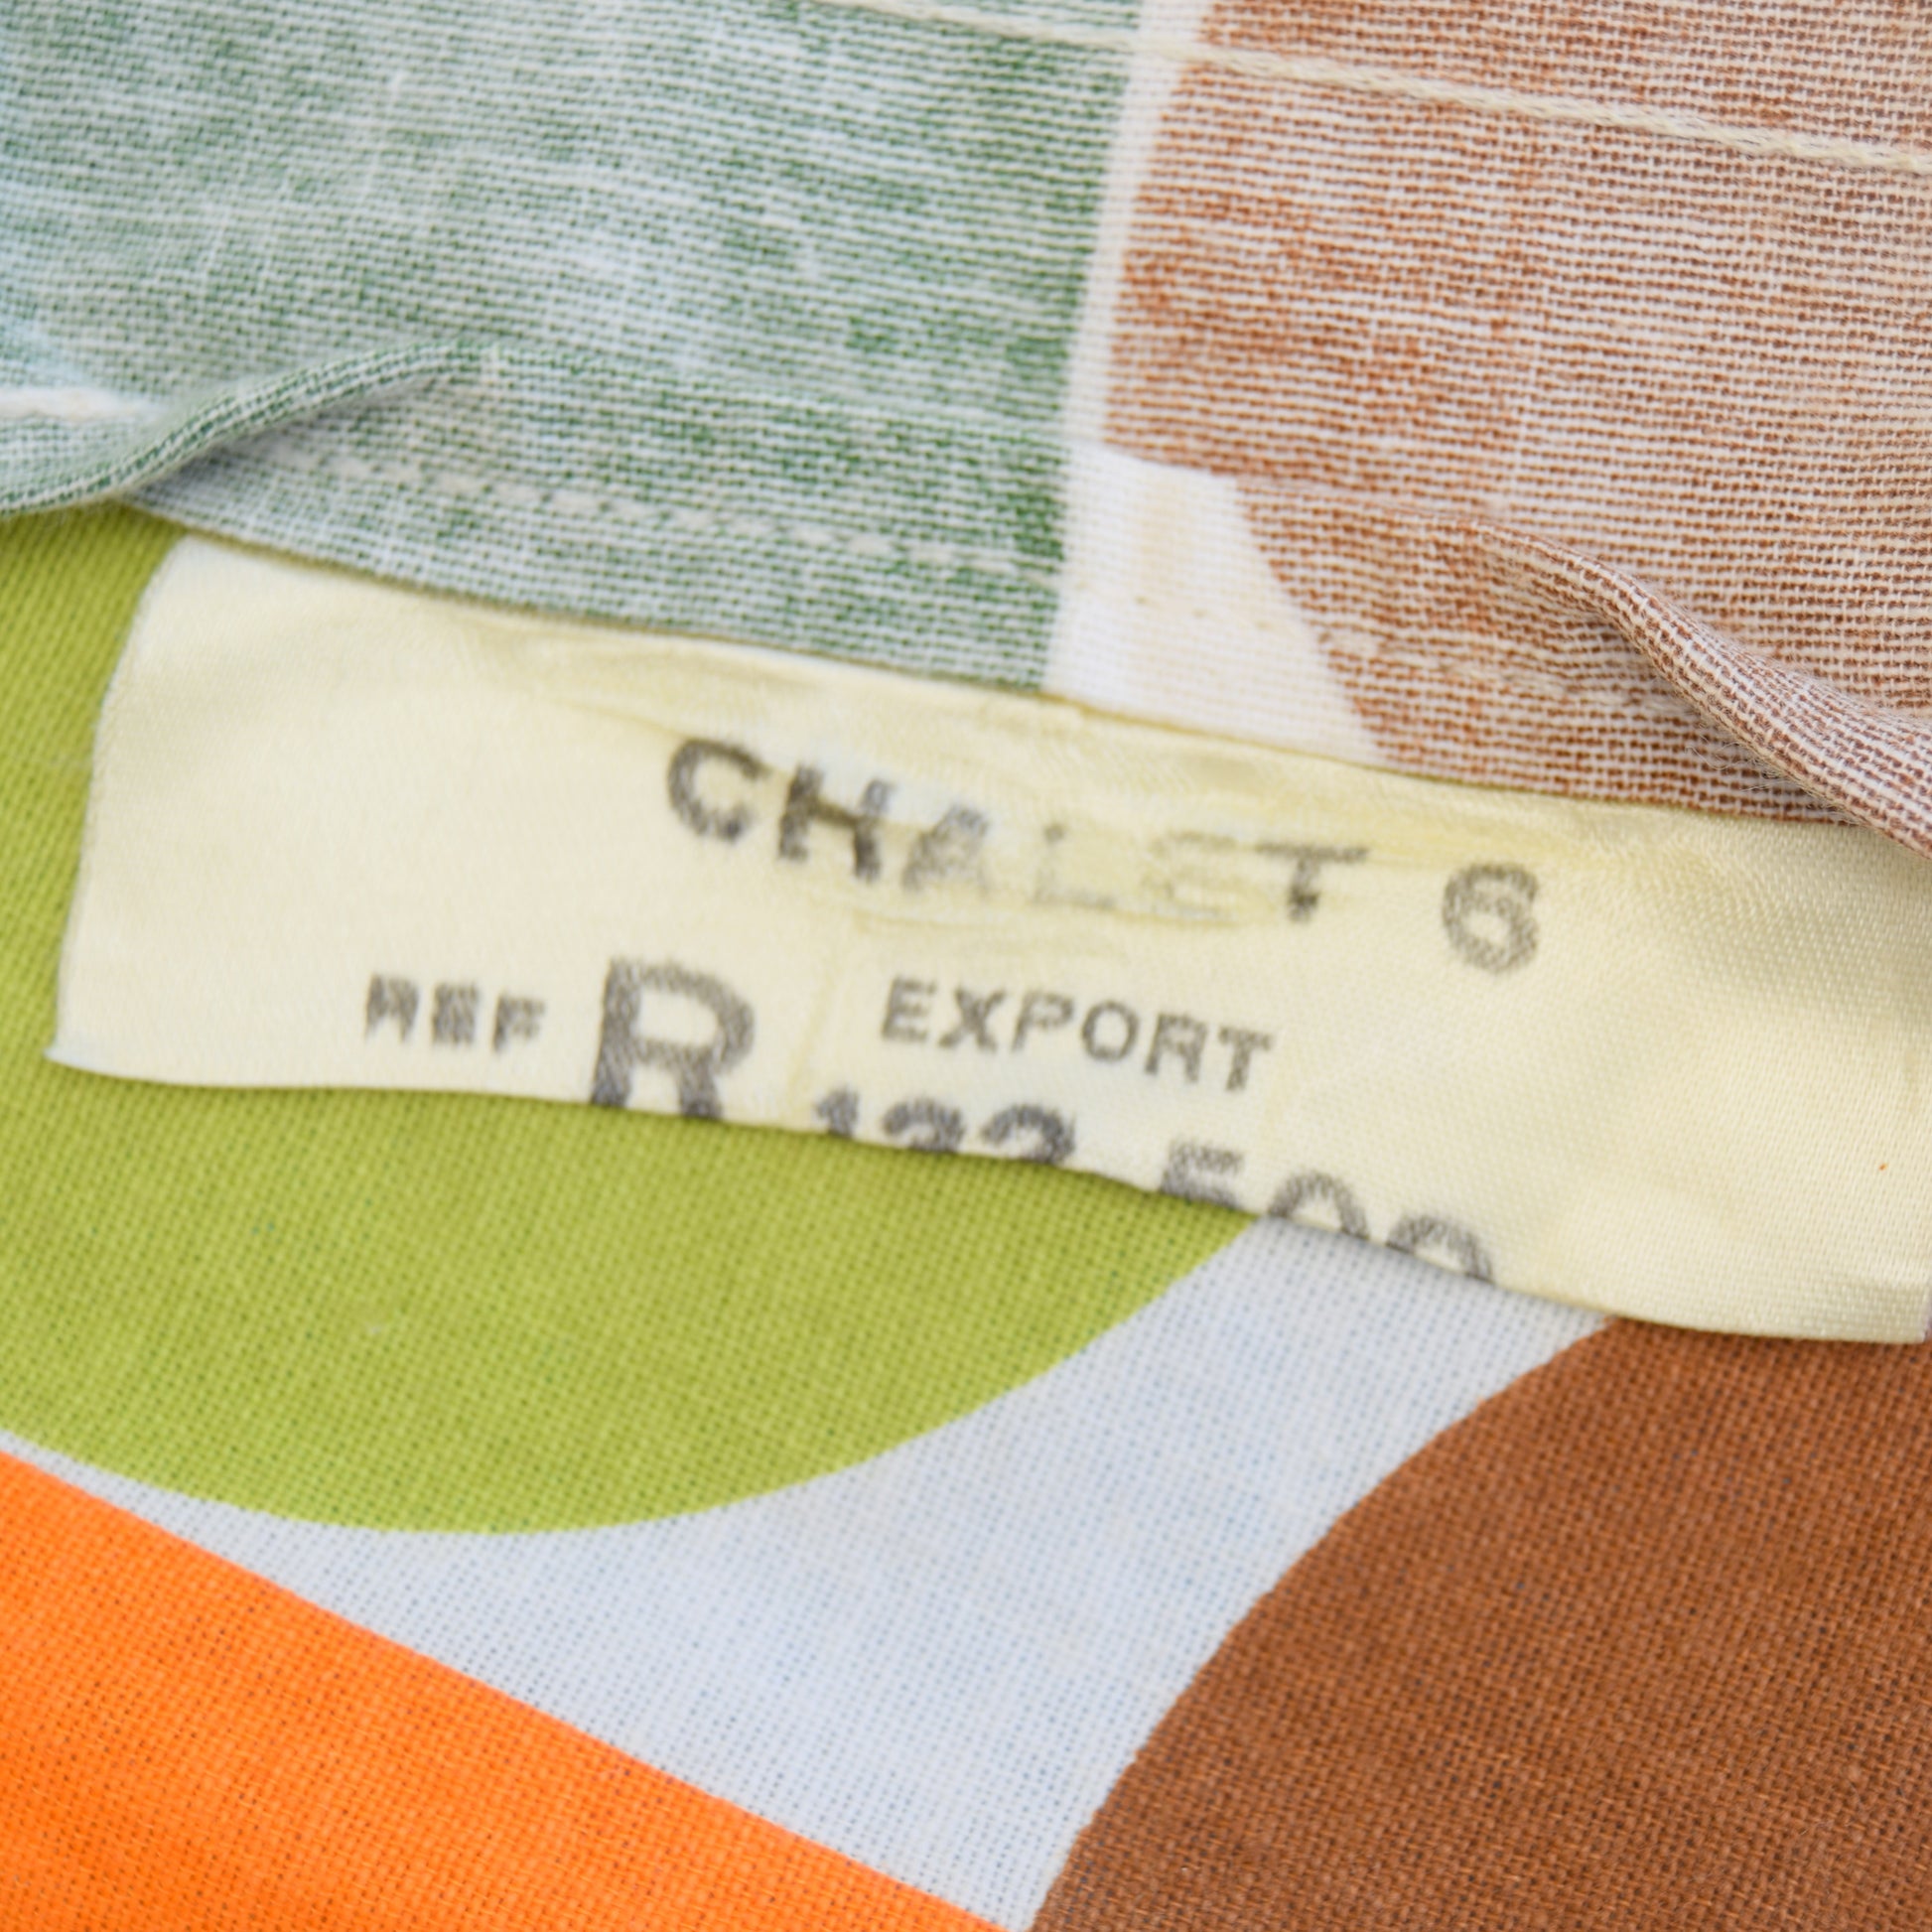 CHALET 6
REF R EXPORT